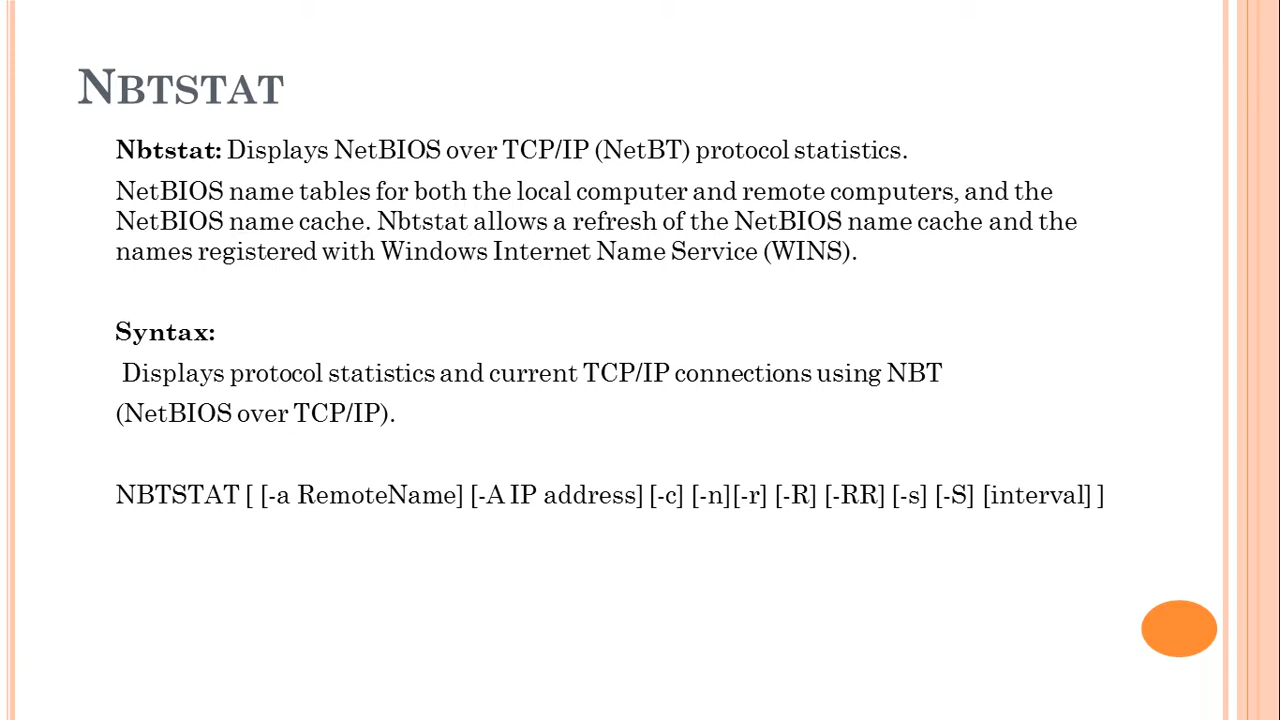 NBTSTAT
Nbtstat: Displays NetBIOS over TCP/IP (NetBT) protocol statistics.
NetBIOS name tables for both the local computer and remote computers, and the
NetBIOS name cache. Nbtstat allows a refresh of the NetBIOS name cache and the
names registered with Windows Internet Name Service (WINS).
Syntax:
Displays protocol statistics and current TCP/IP connections using NBT
(NetBIOS over TCP/IP).
NBTSTAT [ [-a RemoteName] [-A IP address] [-c] [-n][-r] [-R] [-RR] [-s] [-S] [interval] ]